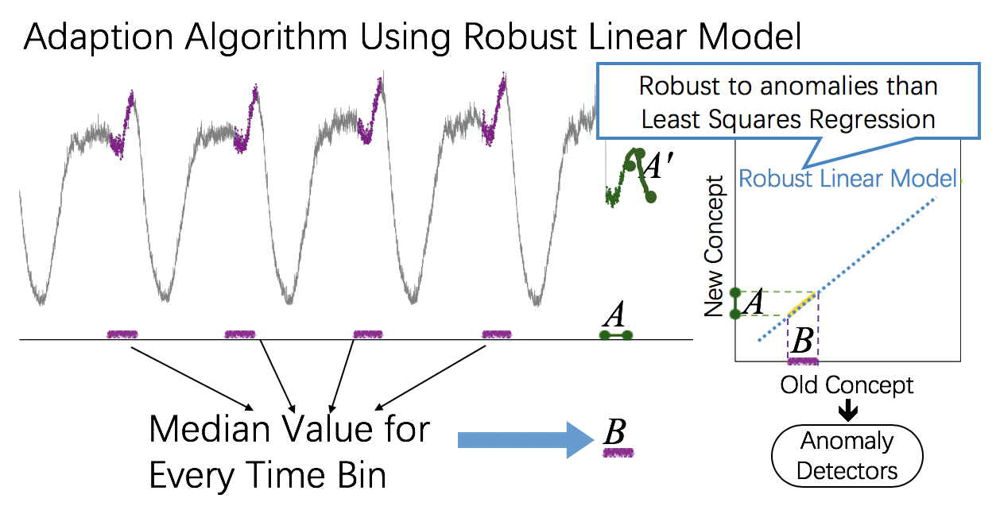 Adaption Algorithm Using Robust Linear Model
Robust to anomalies than
Least Squares Regression
A'
Robust Linear Model
New Concept
A
A
B
Old Concept
Median Value for
Every Time Bin
B
Anomaly
Detectors